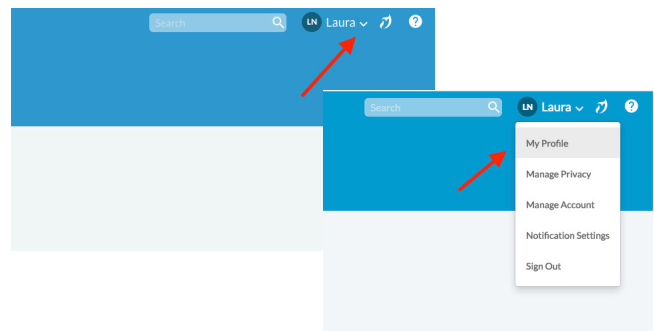 Search
LN Laura
?
Search
LN Laura
?
My Profile
Manage Privacy
Manage Account
Notification Settings
Sign Out